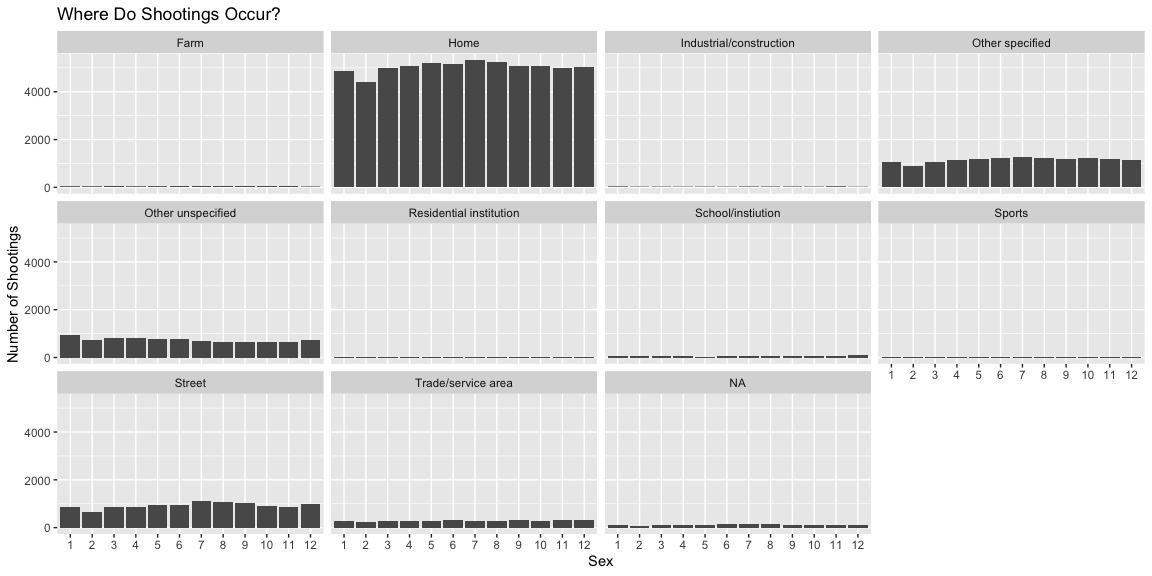 Where Do Shootings Occur?
Farm Home Industrial/construction Other specified
4000
2000
0
Other unspecified Residential institution School/instiution Sports
4000
2000
0
1 2 3 4 5 6 7 8 9 10 11 12
Street Trade/service area NA
4000
2000
0
1 2 3 4 5 6 7 8 9 10 11 12 1 2 3 4 5 6 7 8 9 10 11 12 1 2 3 4 5 6 7 8 9 10 11 12
Sex
Number of Shootings